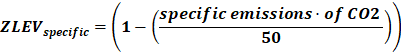 ZLEV_specific = (1 − (specific emissions · of CO2 / 50))